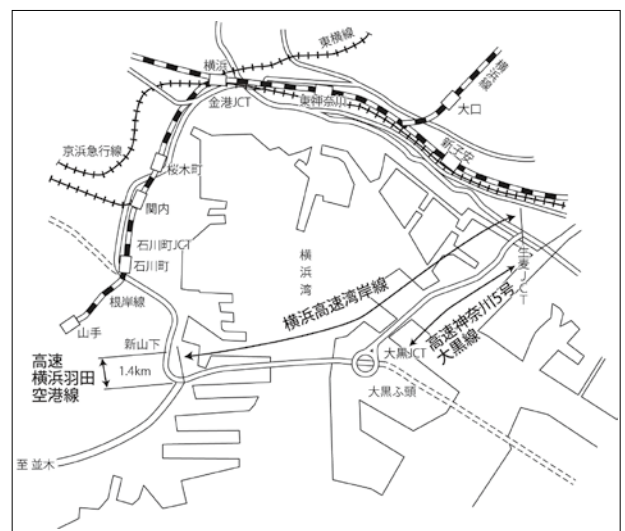 東横線
横浜
横浜線
金港JCT
東神奈川
大口
京浜急行線
新子安
桜木町
関内
石川町JCT
石川町
横浜湾
生麦JCT
根岸線
横浜高速湾岸線
高速神奈川5号
大黒線
山手
新山下
大黒JCT
高速
横浜羽田
空港線
1.4km
大黒ふ頭
至 並木